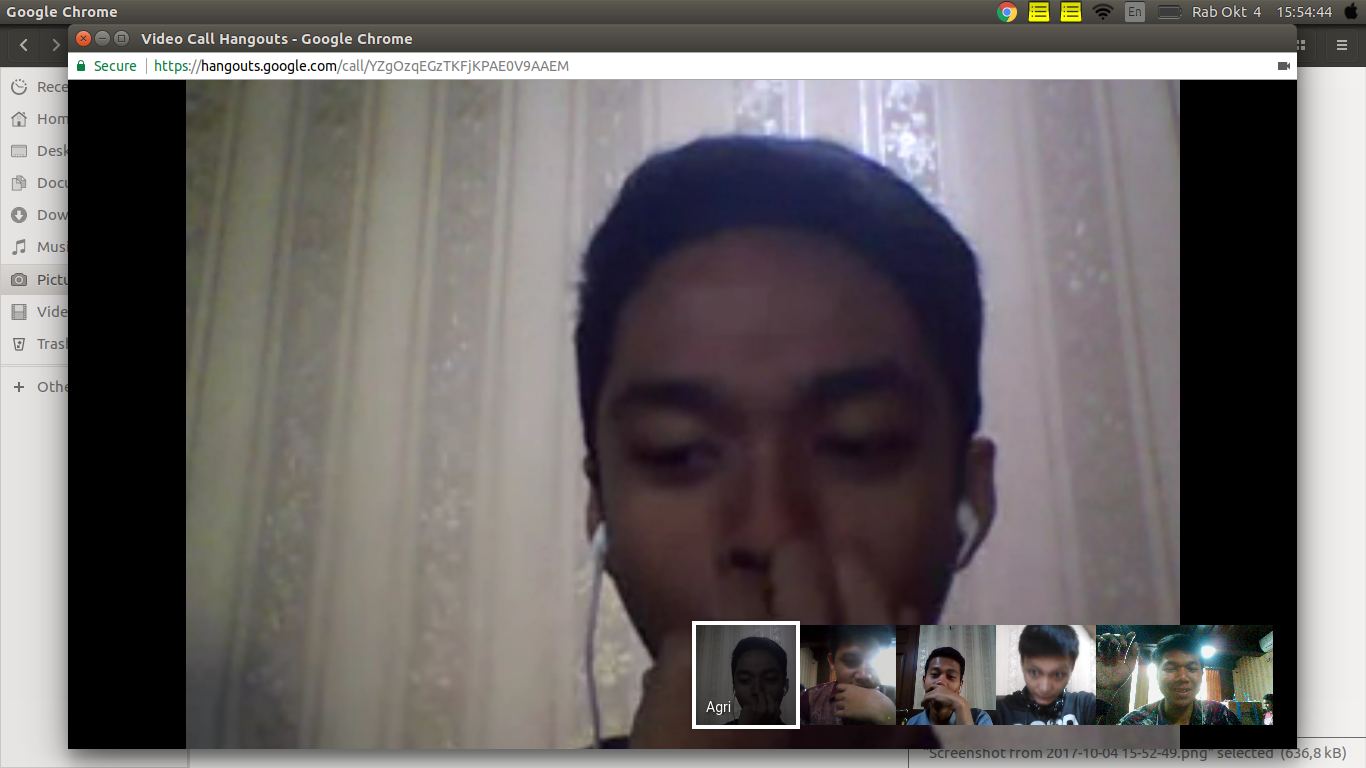 Google Chrome
En
Rab Okt 4
15:54:44
Video Call Hangouts - Google Chrome
Secure
https://hangouts.google.com/call/YZgOzqEGzTKFjKPAE0V9AAEM
Rece
Hom
Desk
Docu
Dow
Musi
Pictu
Vide
Tras
Othe
Agri
"Screenshot from 2017-10-04 15-52-49.png" selected (636,8 kB)